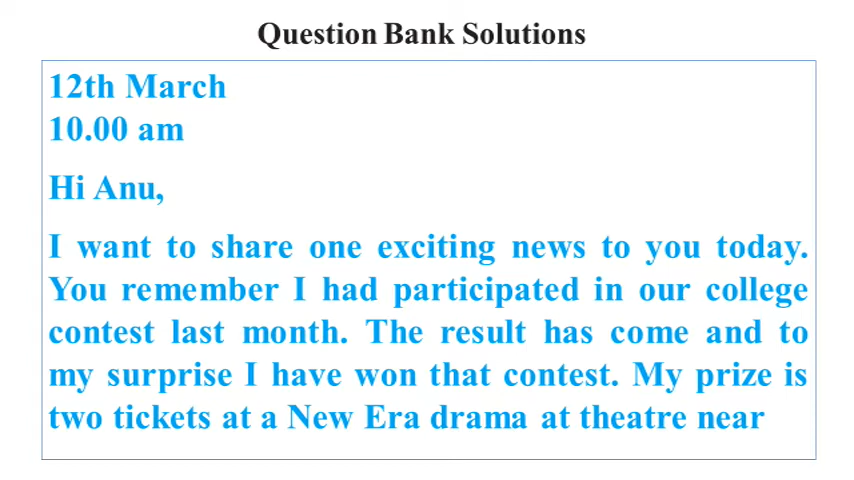 Question Bank Solutions
12th March
10.00 am
Hi Anu,
I want to share one exciting news to you today.
You remember I had participated in our college
contest last month. The result has come and to
my surprise I have won that contest. My prize is
two tickets at a New Era drama at theatre near